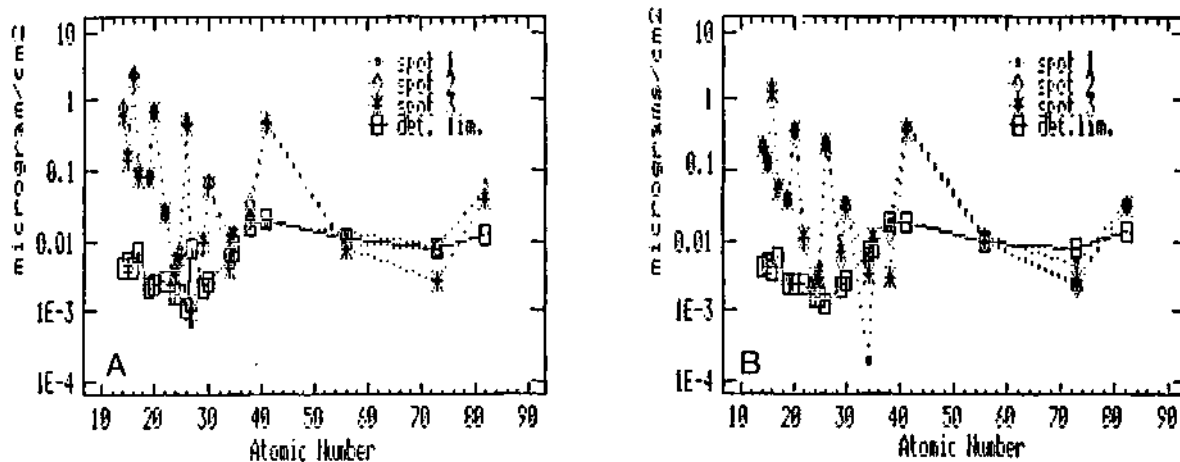 10
1
0.1
0.01
1E-3
1E-4
spot 1
spot 2
spot 3
det. lim.
A
10 20 30 40 50 60 70 80 90
Atomic Number
10
1
0.1
0.01
1E-3
1E-4
spot 1
spot 2
spot 3
det.lim.
B
10 20 30 40 50 60 70 80 90
Atomic Number